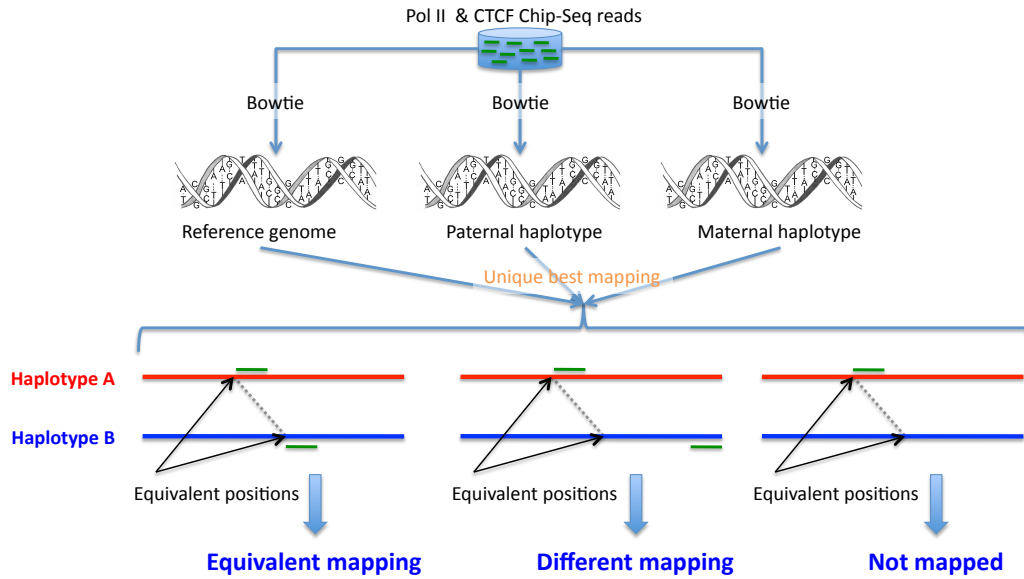 Pol II & CTCF Chip-Seq reads
Bowtie Bowtie Bowtie
Reference genome Paternal haplotype Maternal haplotype
Unique best mapping
Haplotype A
Haplotype B
Equivalent positions Equivalent positions Equivalent positions
Equivalent mapping Different mapping Not mapped